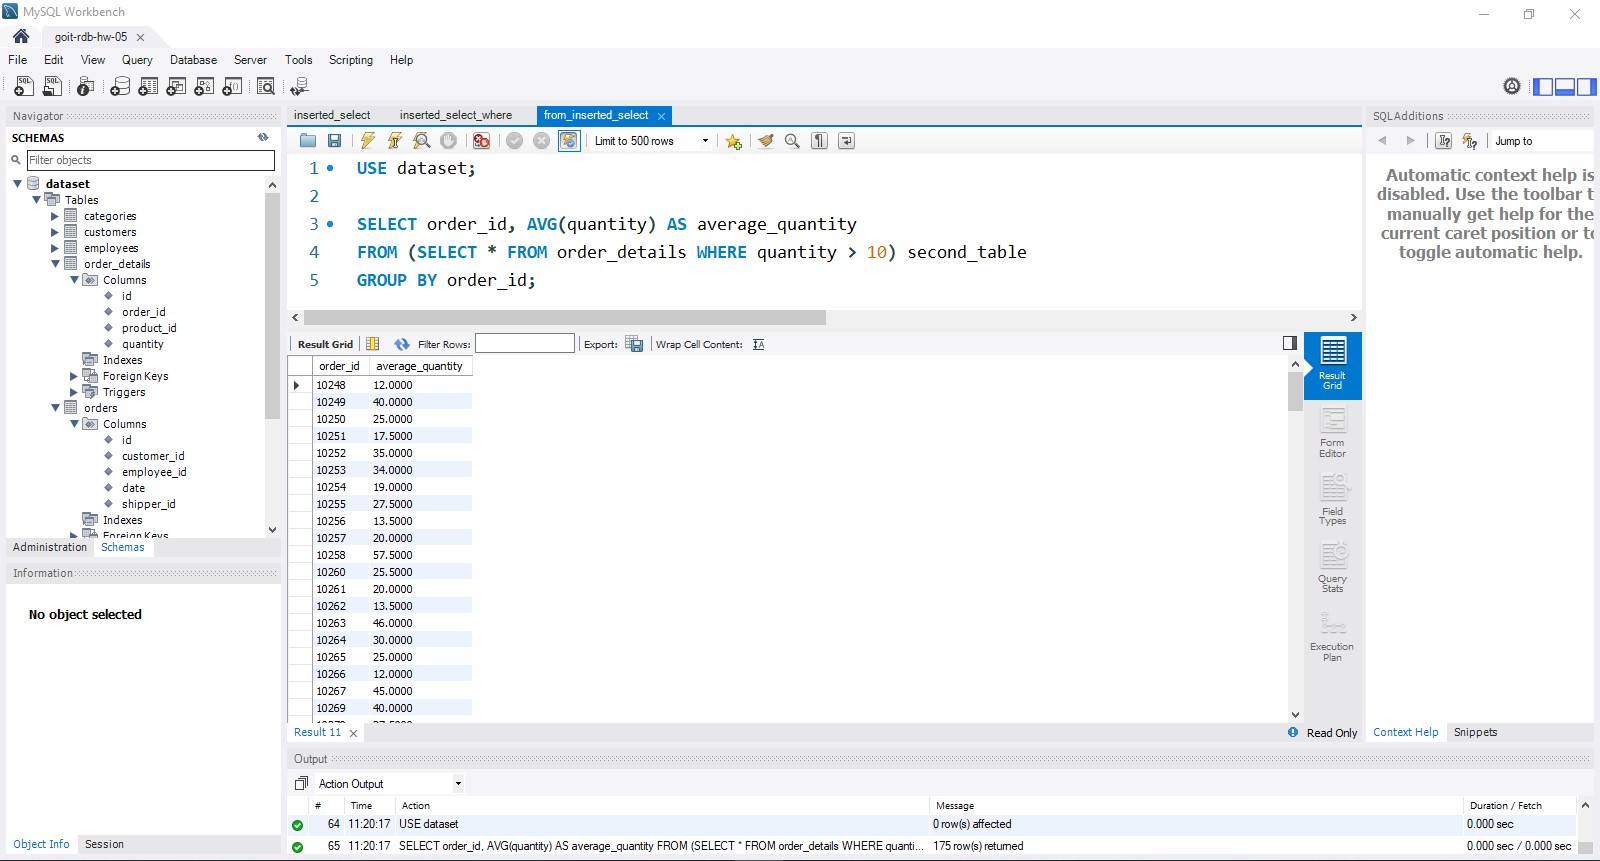 MySQL Workbench
goit-rdb-hw-05
File Edit View Query Database Server Tools Scripting Help
Navigator
SCHEMAS
Filter objects
dataset
Tables
categories
customers
employees
order_details
Columns
id
order_id
product_id
quantity
Indexes
Foreign Keys
Triggers
orders
Columns
id
customer_id
employee_id
date
shipper_id
Indexes
Foreign Keys
Administration Schemas
Information
No object selected
Object Info Session
inserted_select inserted_select_where from_inserted_select
Limit to 500 rows
1 USE dataset;
2
3 SELECT order_id, AVG(quantity) AS average_quantity
4 FROM (SELECT * FROM order_details WHERE quantity > 10) second_table
5 GROUP BY order_id;
Result Grid Filter Rows: Export: Wrap Cell Content:
order_id average_quantity
10248 12.0000
10249 40.0000
10250 25.0000
10251 17.5000
10252 35.0000
10253 34.0000
10254 19.0000
10255 27.5000
10256 13.5000
10257 20.0000
10258 57.5000
10260 25.5000
10261 20.0000
10262 13.5000
10263 46.0000
10264 30.0000
10265 25.0000
10266 12.0000
10267 45.0000
10269 40.0000
Result Grid
Form Editor
Field Types
Query Stats
Execution Plan
Result 11
Read Only
Output
Action Output
# Time Action Message Duration / Fetch
64 11:20:17 USE dataset 0 row(s) affected 0.000 sec
65 11:20:17 SELECT order_id, AVG(quantity) AS average_quantity FROM (SELECT * FROM order_details WHERE quanti... 175 row(s) returned 0.000 sec / 0.000 sec
SQLAdditions
Jump to
Automatic context help is
disabled. Use the toolbar t
manually get help for the
current caret position or to
toggle automatic help.
Context Help Snippets